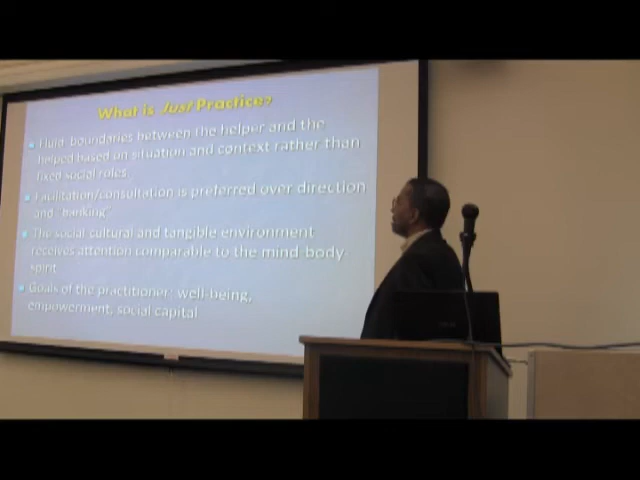 What is Just Practice?
Fluid boundaries between the helper and the
helped based on situation and context rather than
fixed social roles.
Facilitation/consultation is preferred over direction
and "banking".
The social cultural and tangible environment
receives attention comparable to the mind-body-
spirit
Goals of the practitioner: well-being,
empowerment, social capital